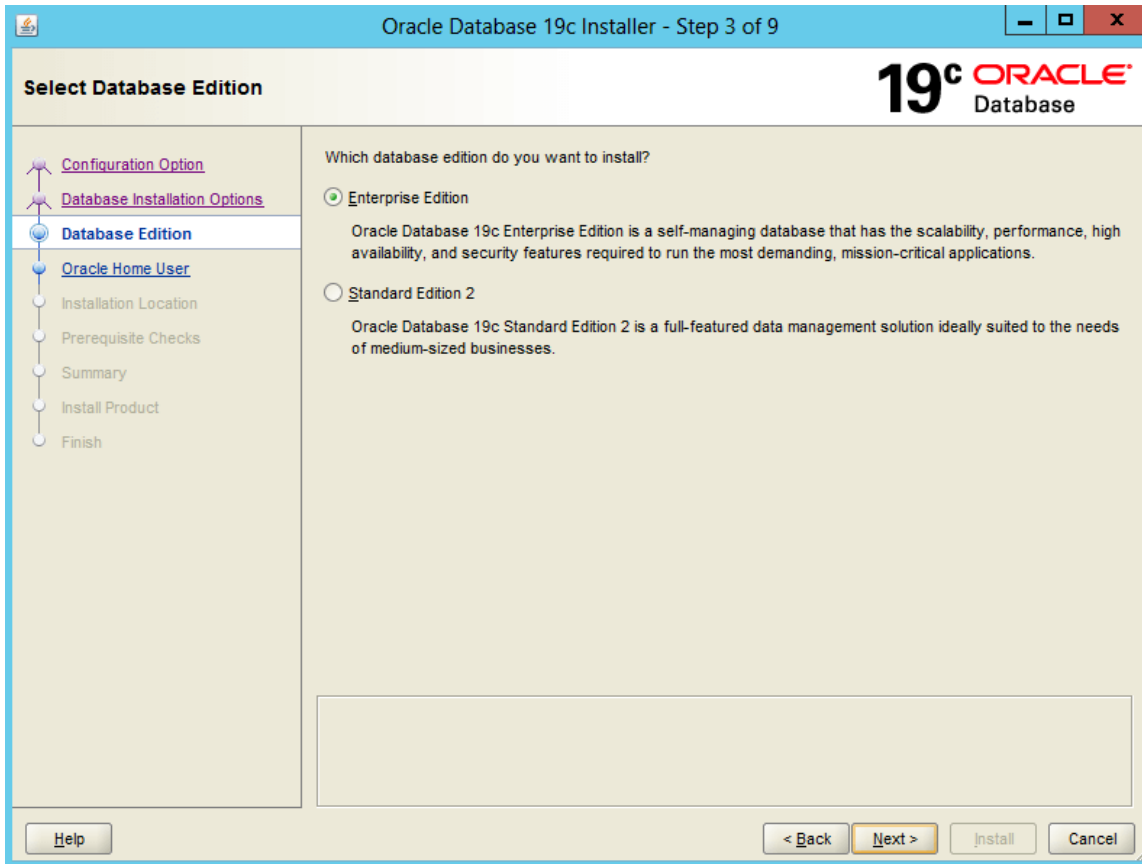 Oracle Database 19c Installer - Step 3 of 9
Select Database Edition
19c ORACLE
Database
Configuration Option
Database Installation Options
Database Edition
Oracle Home User
Installation Location
Prerequisite Checks
Summary
Install Product
Finish
Which database edition do you want to install?
Enterprise Edition
Oracle Database 19c Enterprise Edition is a self-managing database that has the scalability, performance, high
availability, and security features required to run the most demanding, mission-critical applications.
Standard Edition 2
Oracle Database 19c Standard Edition 2 is a full-featured data management solution ideally suited to the needs
of medium-sized businesses.
Help
< Back
Next >
Install
Cancel